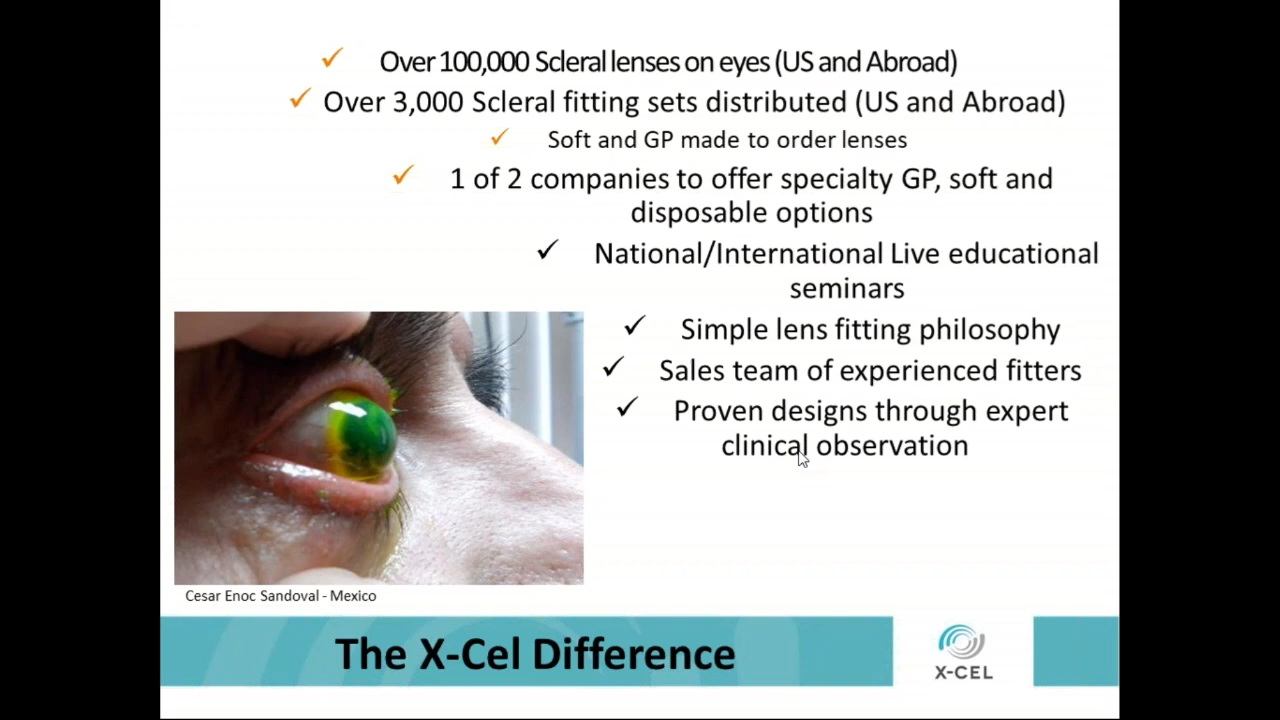 Over 100,000 Scleral lenses on eyes (US and Abroad)
Over 3,000 Scleral fitting sets distributed (US and Abroad)
Soft and GP made to order lenses
1 of 2 companies to offer specialty GP, soft and
disposable options
National/International Live educational
seminars
Simple lens fitting philosophy
Sales team of experienced fitters
Proven designs through expert
clinical observation
Cesar Enoc Sandoval - Mexico
The X-Cel Difference
X-CEL